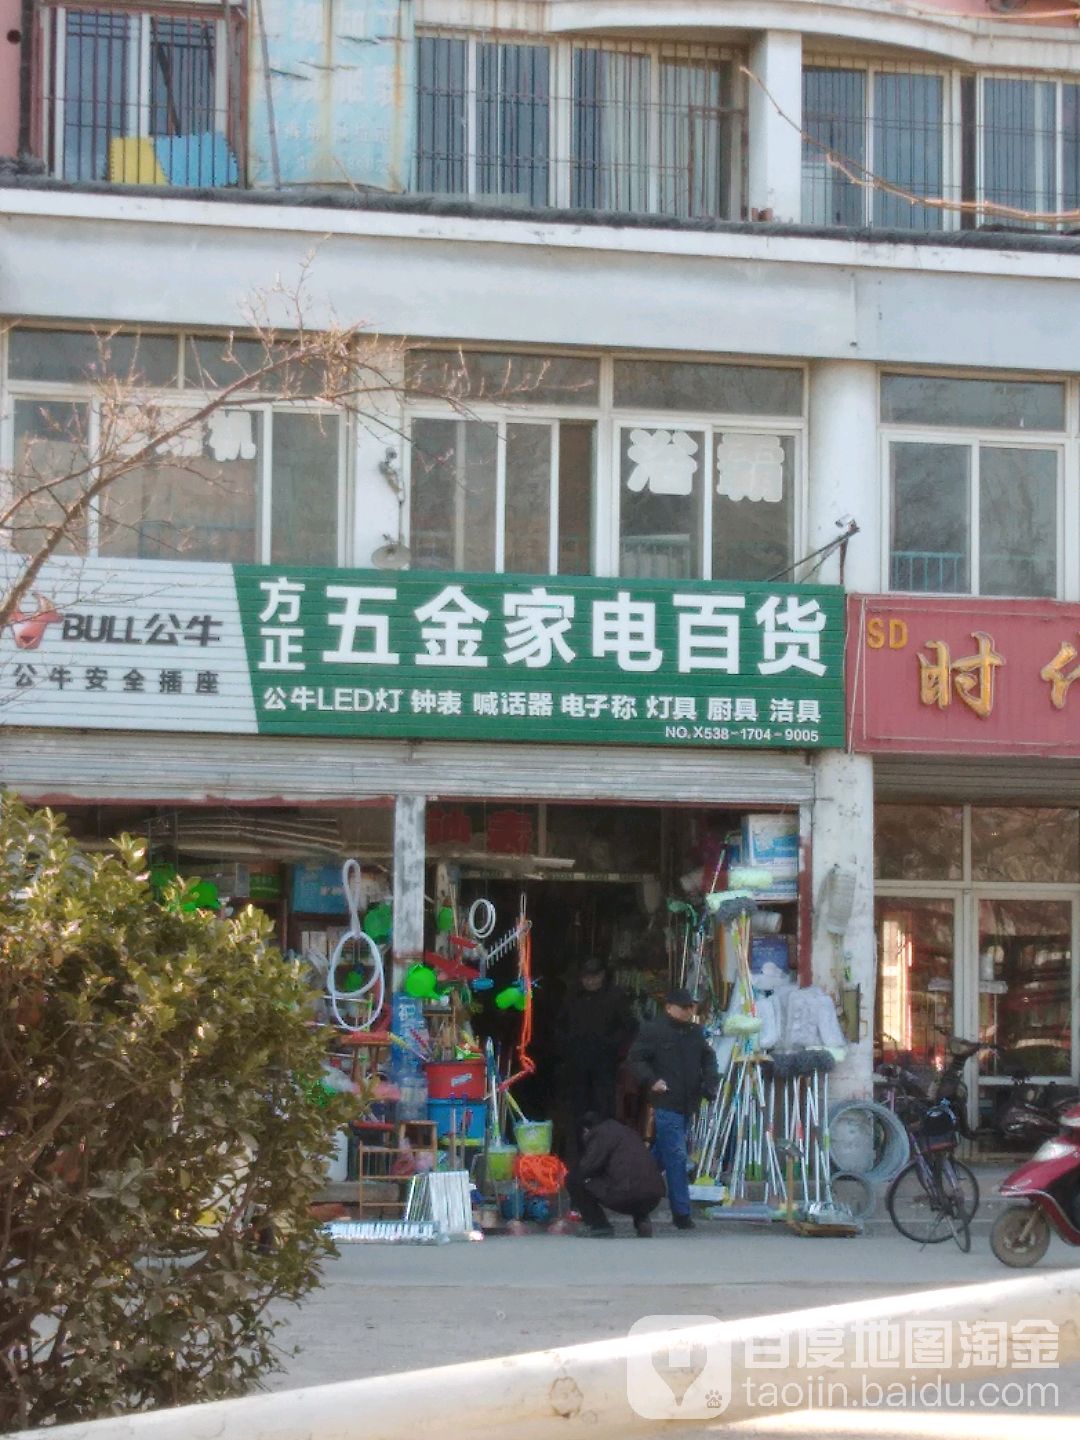 机
浴霸
BULL公牛
公牛安全插座
方正
五金家电百货
公牛LED灯 钟表 喊话器 电子称 灯具 厨具 洁具
NO.X538-1704-9005
SD
时代
百度地图淘金
taojin.baidu.com